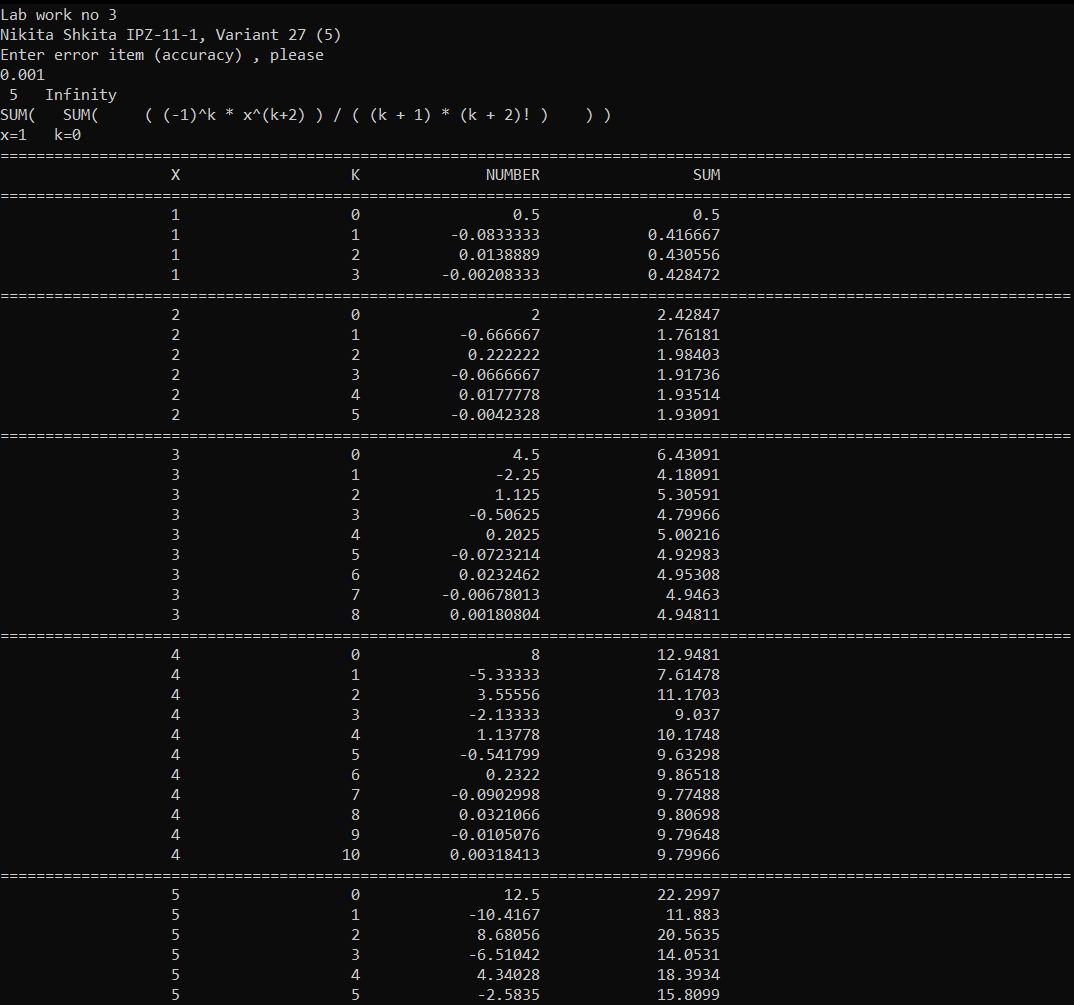 Lab work no 3
Nikita Shkita IPZ-11-1, Variant 27 (5)
Enter error item (accuracy) , please
0.001
5 Infinity
SUM( SUM( ( (-1)^k * x^(k+2) ) / ( (k + 1) * (k + 2)! ) ) )
x=1 k=0
=======================================================================================================================
X K NUMBER SUM
=======================================================================================================================
1 0 0.5 0.5
1 1 -0.0833333 0.416667
1 2 0.0138889 0.430556
1 3 -0.00208333 0.428472
=======================================================================================================================
2 0 2 2.42847
2 1 -0.666667 1.76181
2 2 0.222222 1.98403
2 3 -0.0666667 1.91736
2 4 0.0177778 1.93514
2 5 -0.0042328 1.93091
=======================================================================================================================
3 0 4.5 6.43091
3 1 -2.25 4.18091
3 2 1.125 5.30591
3 3 -0.50625 4.79966
3 4 0.2025 5.00216
3 5 -0.0723214 4.92983
3 6 0.0232462 4.95308
3 7 -0.00678013 4.9463
3 8 0.00180804 4.94811
=======================================================================================================================
4 0 8 12.9481
4 1 -5.33333 7.61478
4 2 3.55556 11.1703
4 3 -2.13333 9.037
4 4 1.13778 10.1748
4 5 -0.541799 9.63298
4 6 0.2322 9.86518
4 7 -0.0902998 9.77488
4 8 0.0321066 9.80698
4 9 -0.0105076 9.79648
4 10 0.00318413 9.79966
=======================================================================================================================
5 0 12.5 22.2997
5 1 -10.4167 11.883
5 2 8.68056 20.5635
5 3 -6.51042 14.0531
5 4 4.34028 18.3934
5 5 -2.5835 15.8099